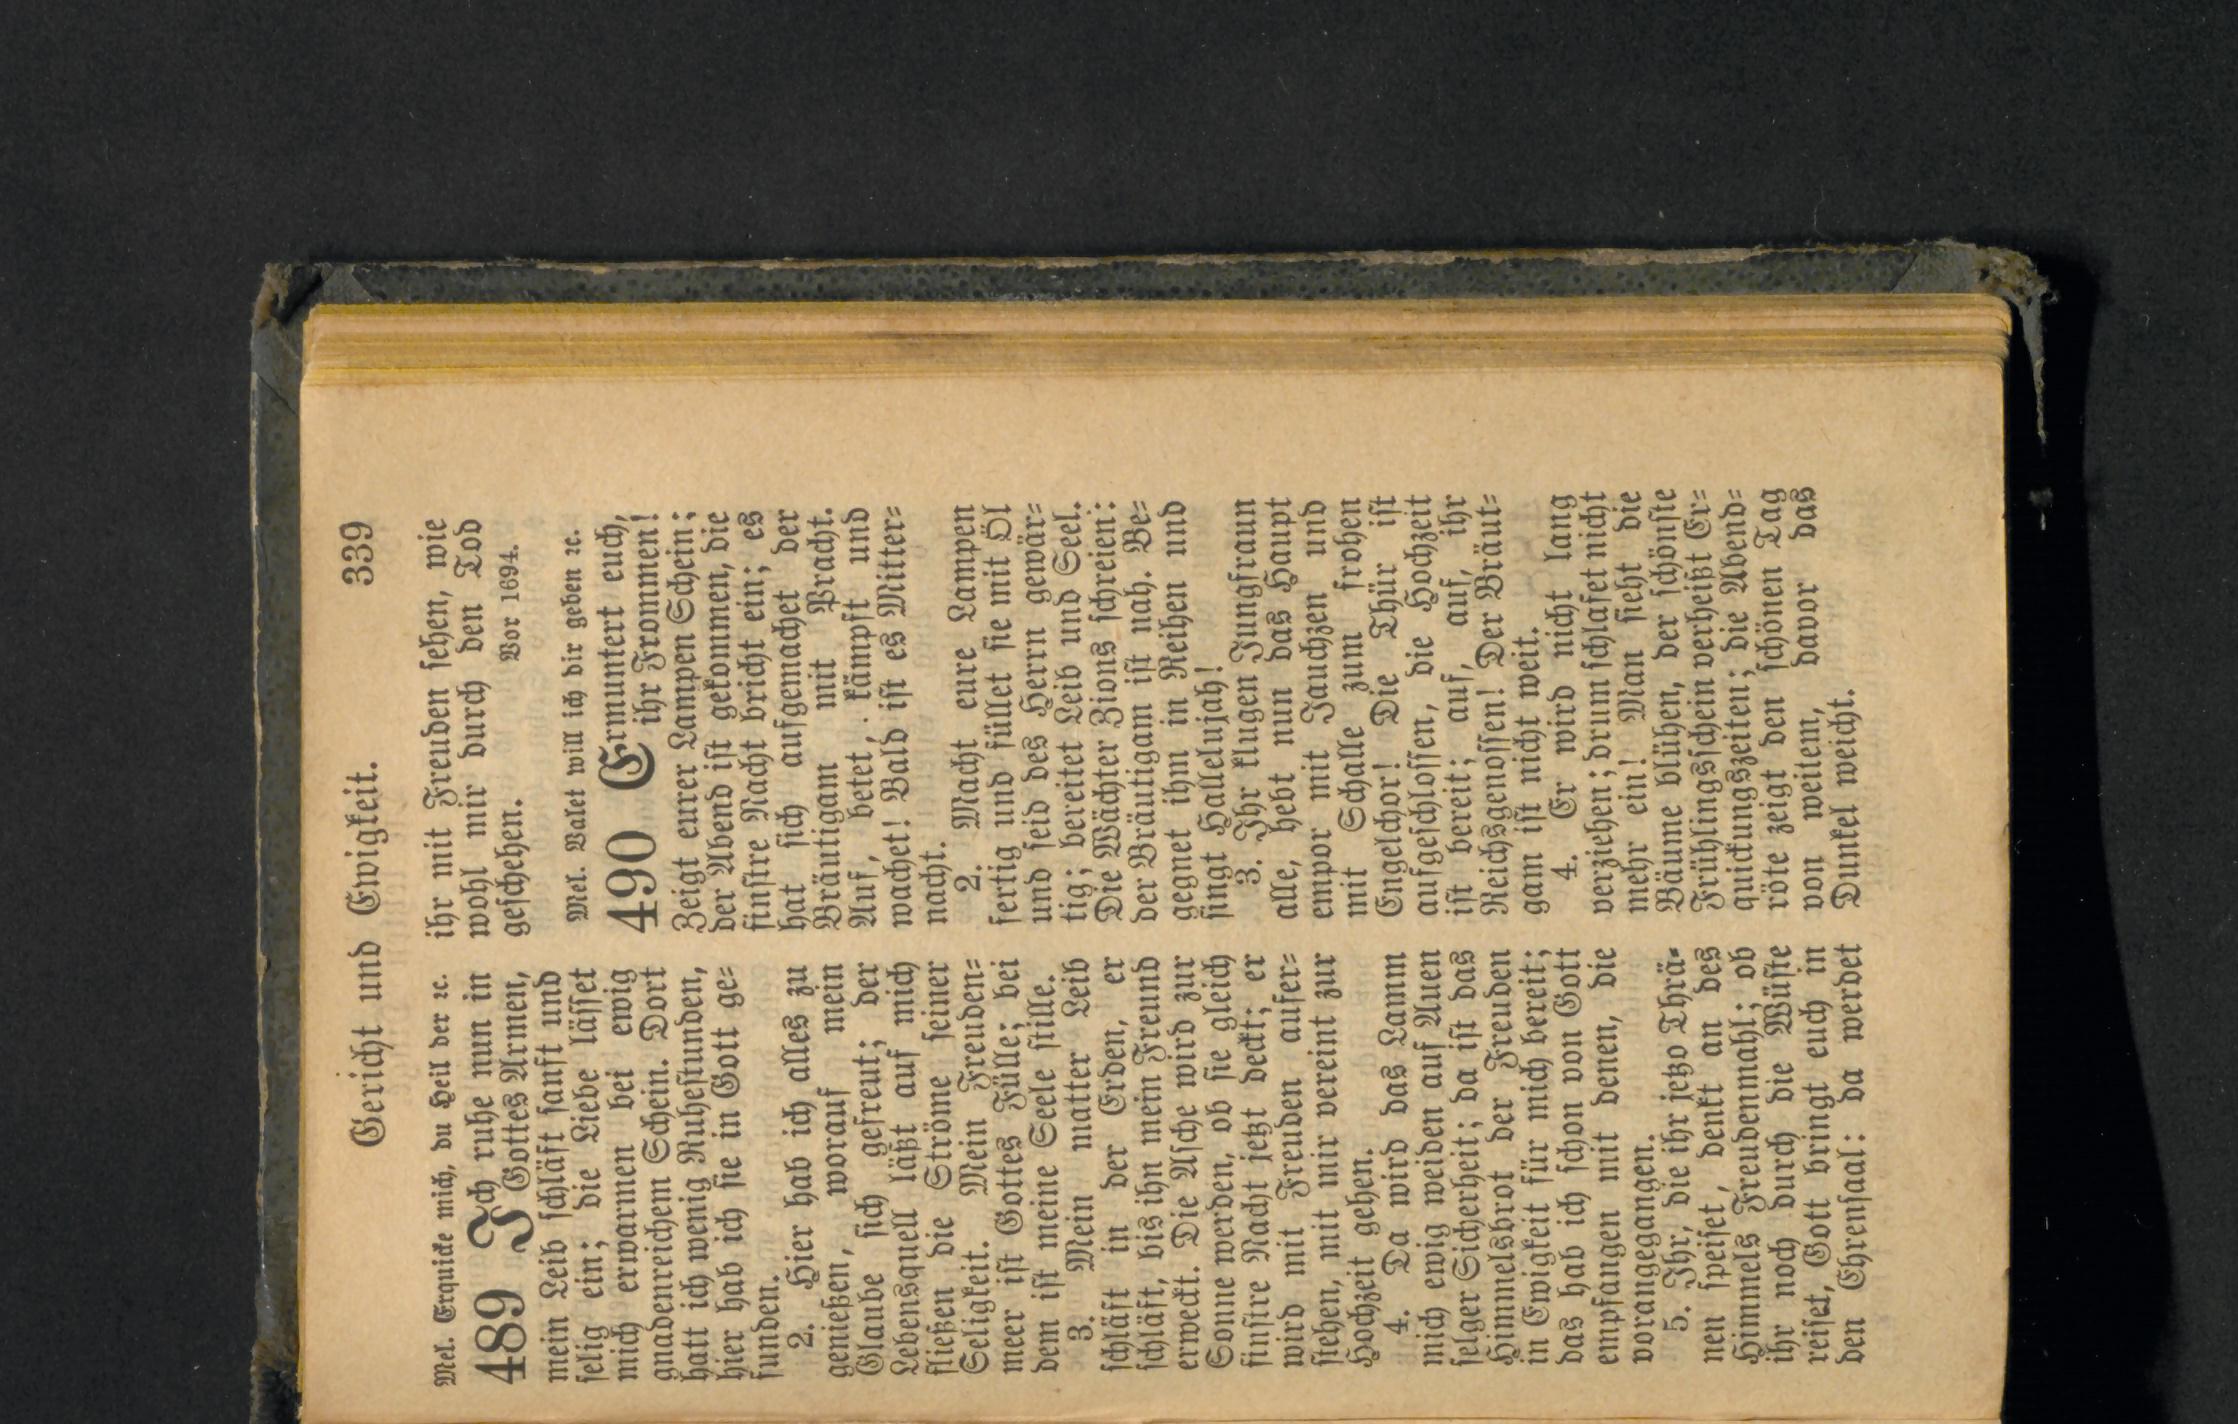 Gericht und Ewigkeit. 339
Mel. Erquicke mich, du Heil der ꝛc.
489 Ich ruhe nun in
Gottes Armen,
mein Leib schläft sanft und
selig ein; die Liebe lässet
mich erwarmen bei ewig
gnadenreichem Schein. Dort
hatt ich wenig Ruhestunden,
hier hab ich sie in Gott ge=
funden.
2. Hier hab ich alles zu
genießen, worauf mein
Glaube sich gefreut; der
Lebensquell läßt auf mich
fließen die Ströme seiner
Seligkeit. Mein Freuden=
meer ist Gottes Fülle; bei
dem ist meine Seele stille.
3. Mein matter Leib
schläft in der Erden, er
schläft, bis ihn mein Freund
erweckt. Die Asche wird zur
Sonne werden, ob sie gleich
finstre Nacht jetzt deckt; er
wird mit Freuden aufer=
stehen, mit mir vereint zur
Hochzeit gehen.
4. Da wird das Lamm
mich ewig weiden auf Auen
selger Sicherheit; da ist das
Himmelsbrot der Freuden
in Ewigkeit für mich bereit;
das hab ich schon von Gott
empfangen mit denen, die
vorangegangen.
5. Ihr, die ihr jetzo Thrä=
nen speiset, denkt an des
Himmels Freudenmahl; ob
ihr noch durch die Wüste
reiset, Gott bringt euch in
den Ehrensaal: da werdet
ihr mit Freuden sehen, wie
wohl mir durch den Tod
geschehen. Vor 1694.
Mel. Valet will ich dir geben ꝛc.
490 Ermuntert euch,
ihr Frommen!
Zeigt eurer Lampen Schein;
der Abend ist gekommen, die
finstre Nacht bricht ein; es
hat sich aufgemachet der
Bräutigam mit Pracht.
Auf, betet, kämpft und
wachet! Bald ist es Mitter=
nacht.
2. Macht eure Lampen
fertig und füllet sie mit Öl
und seid des Herrn gewär=
tig; bereitet Leib und Seel.
Die Wächter Zions schreien:
der Bräutigam ist nah. Be=
gegnet ihm in Reihen und
singt Hallelujah!
3. Ihr klugen Jungfraun
alle, hebt nun das Haupt
empor mit Jauchzen und
mit Schalle zum frohen
Engelchor! Die Thür ist
aufgeschlossen, die Hochzeit
ist bereit; auf, auf, ihr
Reichsgenossen! Der Bräut=
gam ist nicht weit.
4. Er wird nicht lang
verziehen; drum schlafet nicht
mehr ein! Man sieht die
Bäume blühen, der schönste
Frühlingsschein verheißt Er=
quickungszeiten; die Abend=
röte zeigt den schönen Tag
von weitem, davor das
Dunkel weicht.